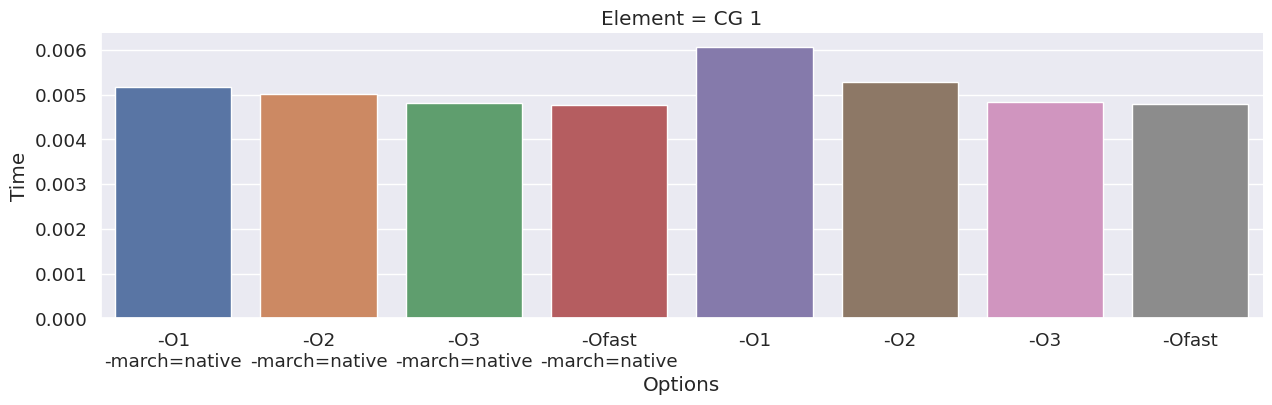 Element = CG 1
0.006
0.005
0.004
0.003
0.002
0.001
0.000
Time
-O1
-march=native
-O2
-march=native
-O3
-march=native
-Ofast
-march=native
-O1
-O2
-O3
-Ofast
Options